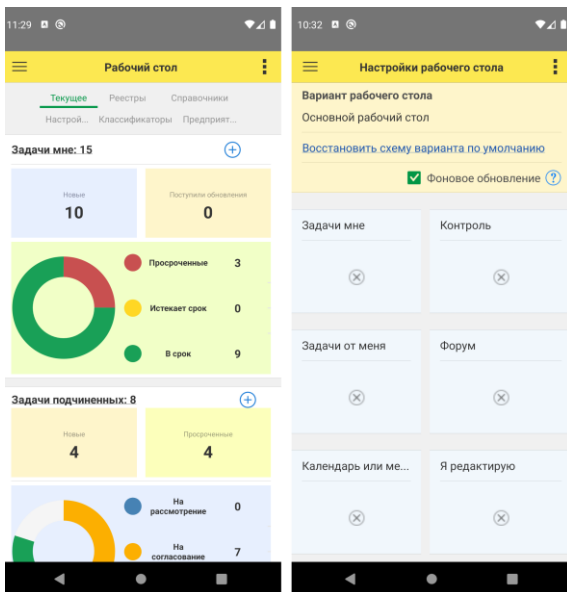 11:29
Рабочий стол
Текущее Реестры Справочники
Настрой... Классификаторы Предприят...
Задачи мне: 15
Новые
10
Поступили обновления
0
Просроченные 3
Истекает срок 0
В срок 9
Задачи подчиненных: 8
Новые
4
Просроченные
4
На
рассмотрение 0
На
согласование 7
10:32
Настройки рабочего стола
Вариант рабочего стола
Основной рабочий стол
Восстановить схему варианта по умолчанию
Фоновое обновление ?
Задачи мне
Контроль
Задачи от меня
Форум
Календарь или ме...
Я редактирую